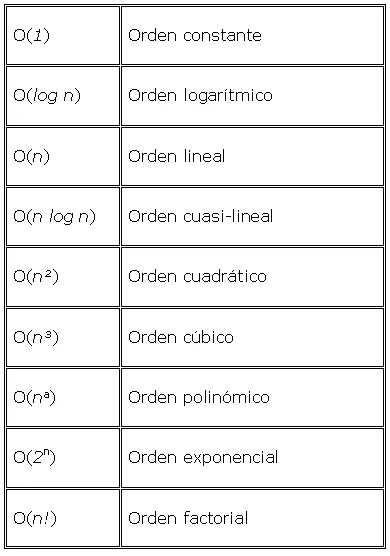 O(1) Orden constante
O(log n) Orden logarítmico
O(n) Orden lineal
O(n log n) Orden cuasi-lineal
O(n²) Orden cuadrático
O(n³) Orden cúbico
O(nª) Orden polinómico
O(2ⁿ) Orden exponencial
O(n!) Orden factorial